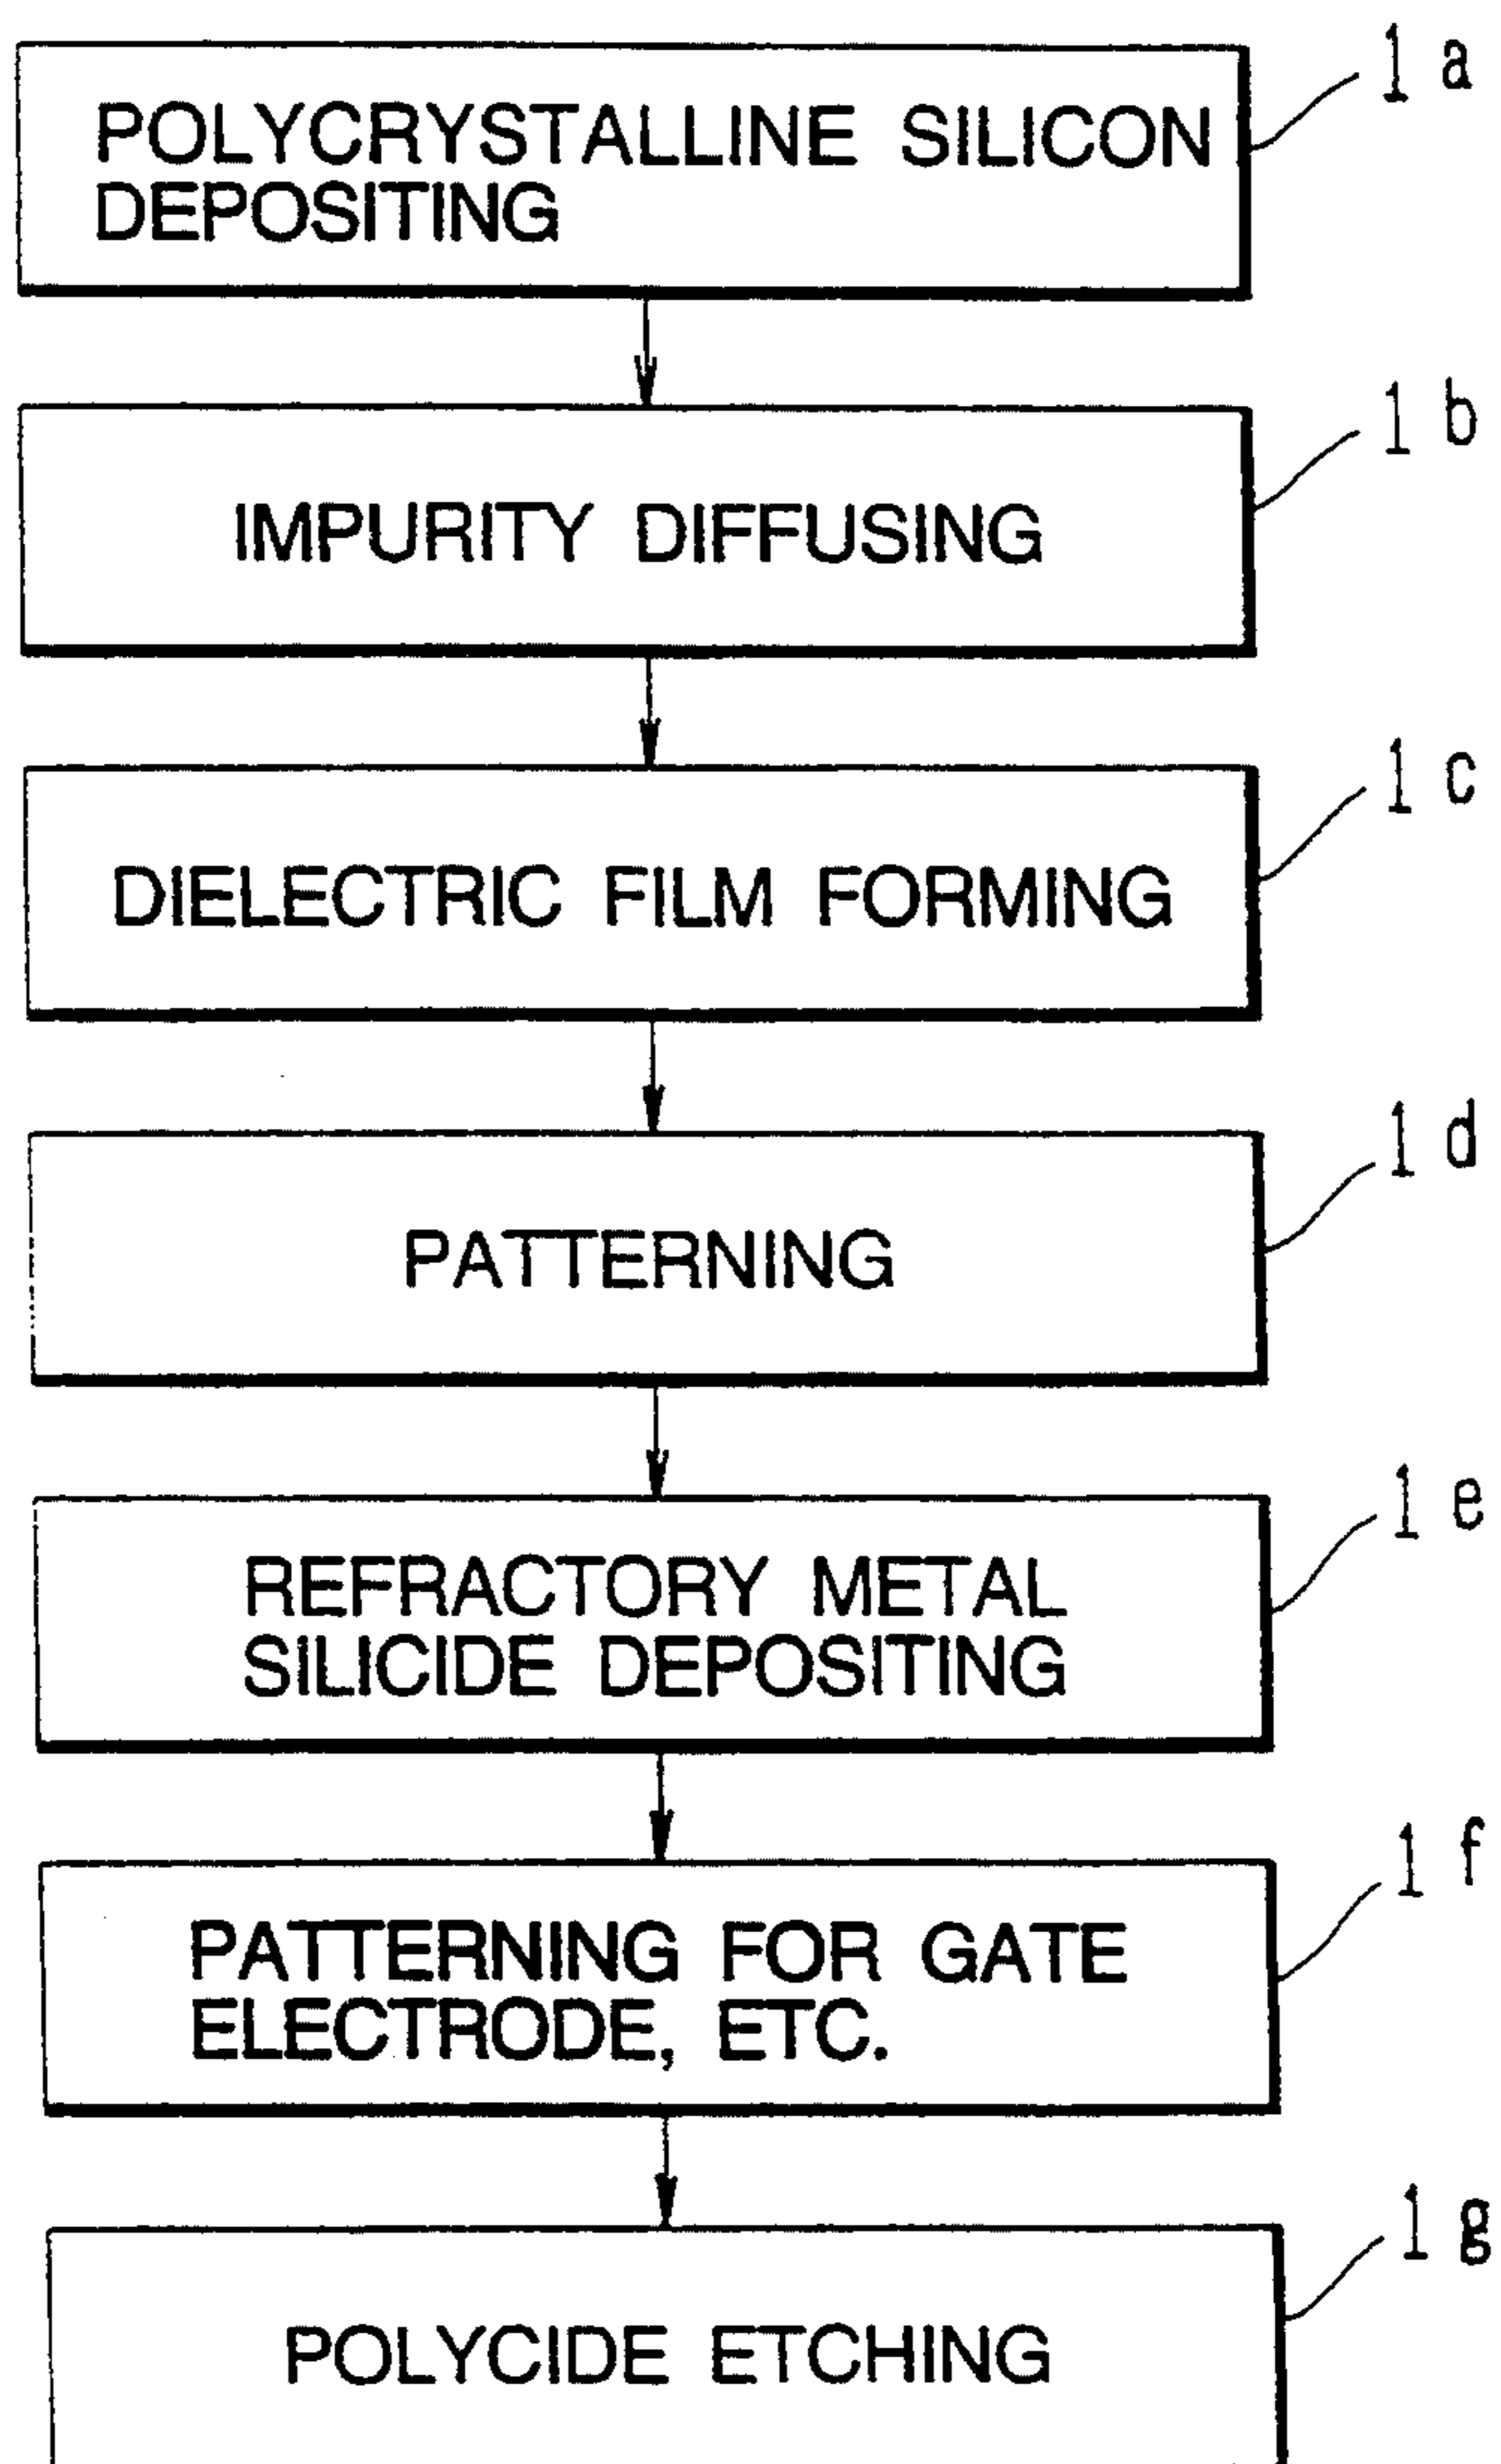 1a
POLYCRYSTALLINE SILICON
DEPOSITING
1b
IMPURITY DIFFUSING
1c
DIELECTRIC FILM FORMING
1d
PATTERNING
1e
REFRACTORY METAL
SILICIDE DEPOSITING
1f
PATTERNING FOR GATE
ELECTRODE, ETC.
1g
POLYCIDE ETCHING